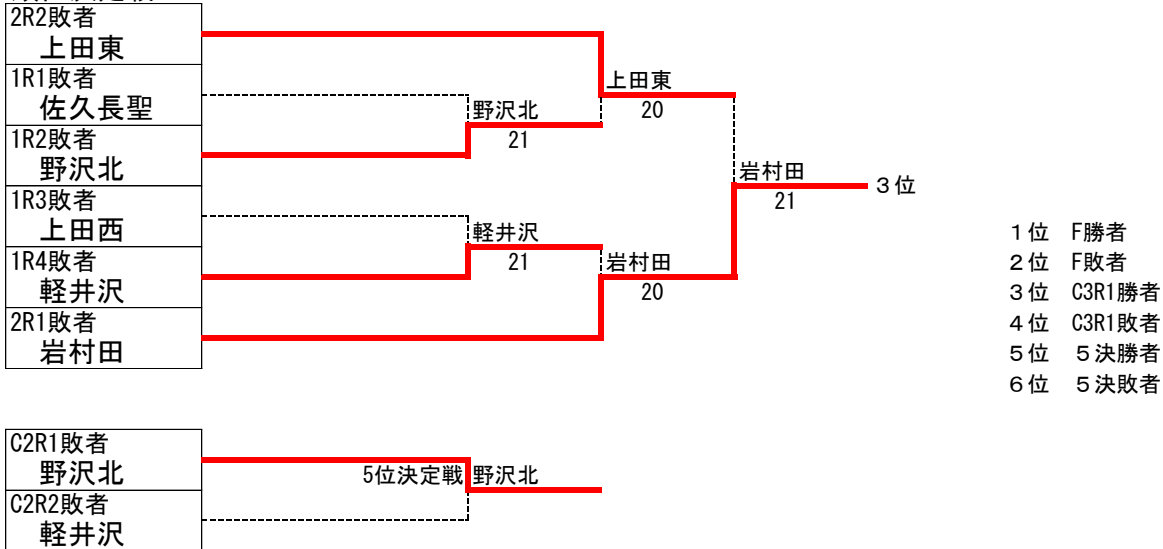 2R2敗者
上田東
1R1敗者
佐久長聖
1R2敗者
野沢北
1R3敗者
上田西
1R4敗者
軽井沢
2R1敗者
岩村田
野沢北
21
軽井沢
21
上田東
20
岩村田
20
岩村田
21
３位
１位 F勝者
２位 F敗者
３位 C3R1勝者
４位 C3R1敗者
５位 ５決勝者
６位 ５決敗者
C2R1敗者
野沢北
C2R2敗者
軽井沢
5位決定戦 野沢北